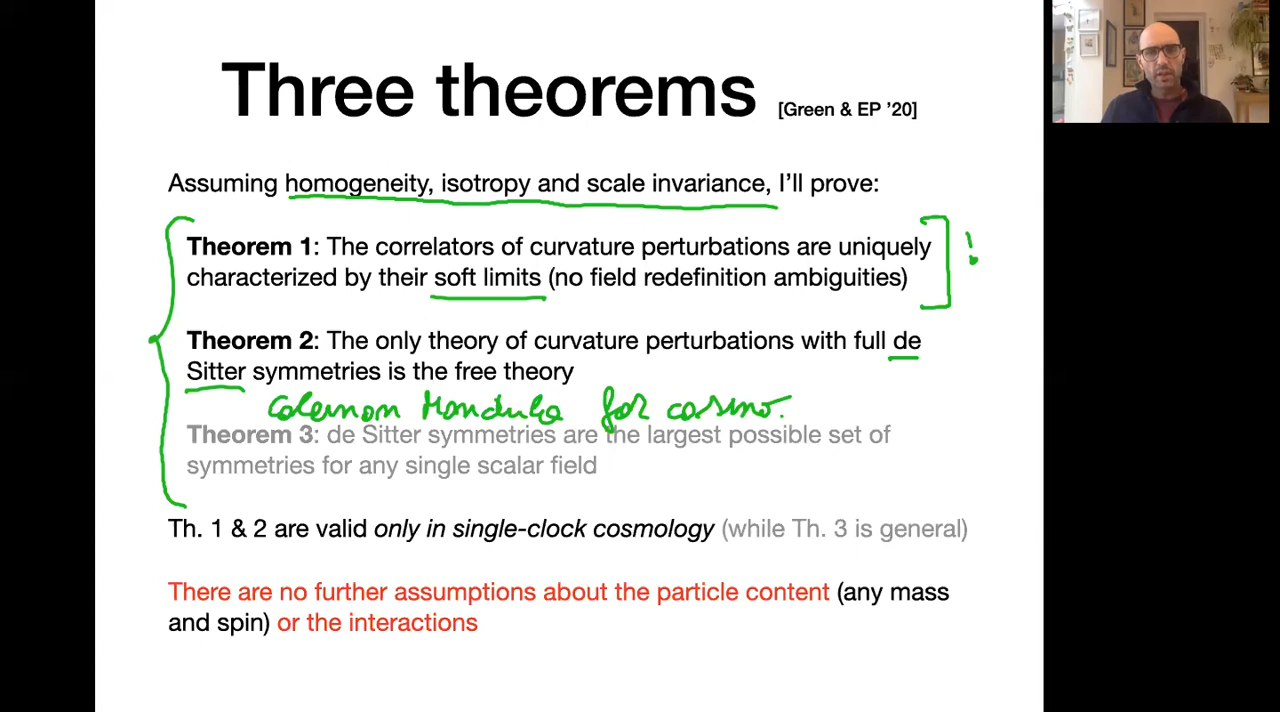 Three theorems [Green & EP '20]
Assuming homogeneity, isotropy and scale invariance, I'll prove:
Theorem 1: The correlators of curvature perturbations are uniquely
characterized by their soft limits (no field redefinition ambiguities)
!
Theorem 2: The only theory of curvature perturbations with full de
Sitter symmetries is the free theory
Coleman Mandula for cosmo.
Theorem 3: de Sitter symmetries are the largest possible set of
symmetries for any single scalar field
Th. 1 & 2 are valid only in single-clock cosmology (while Th. 3 is general)
There are no further assumptions about the particle content (any mass
and spin) or the interactions